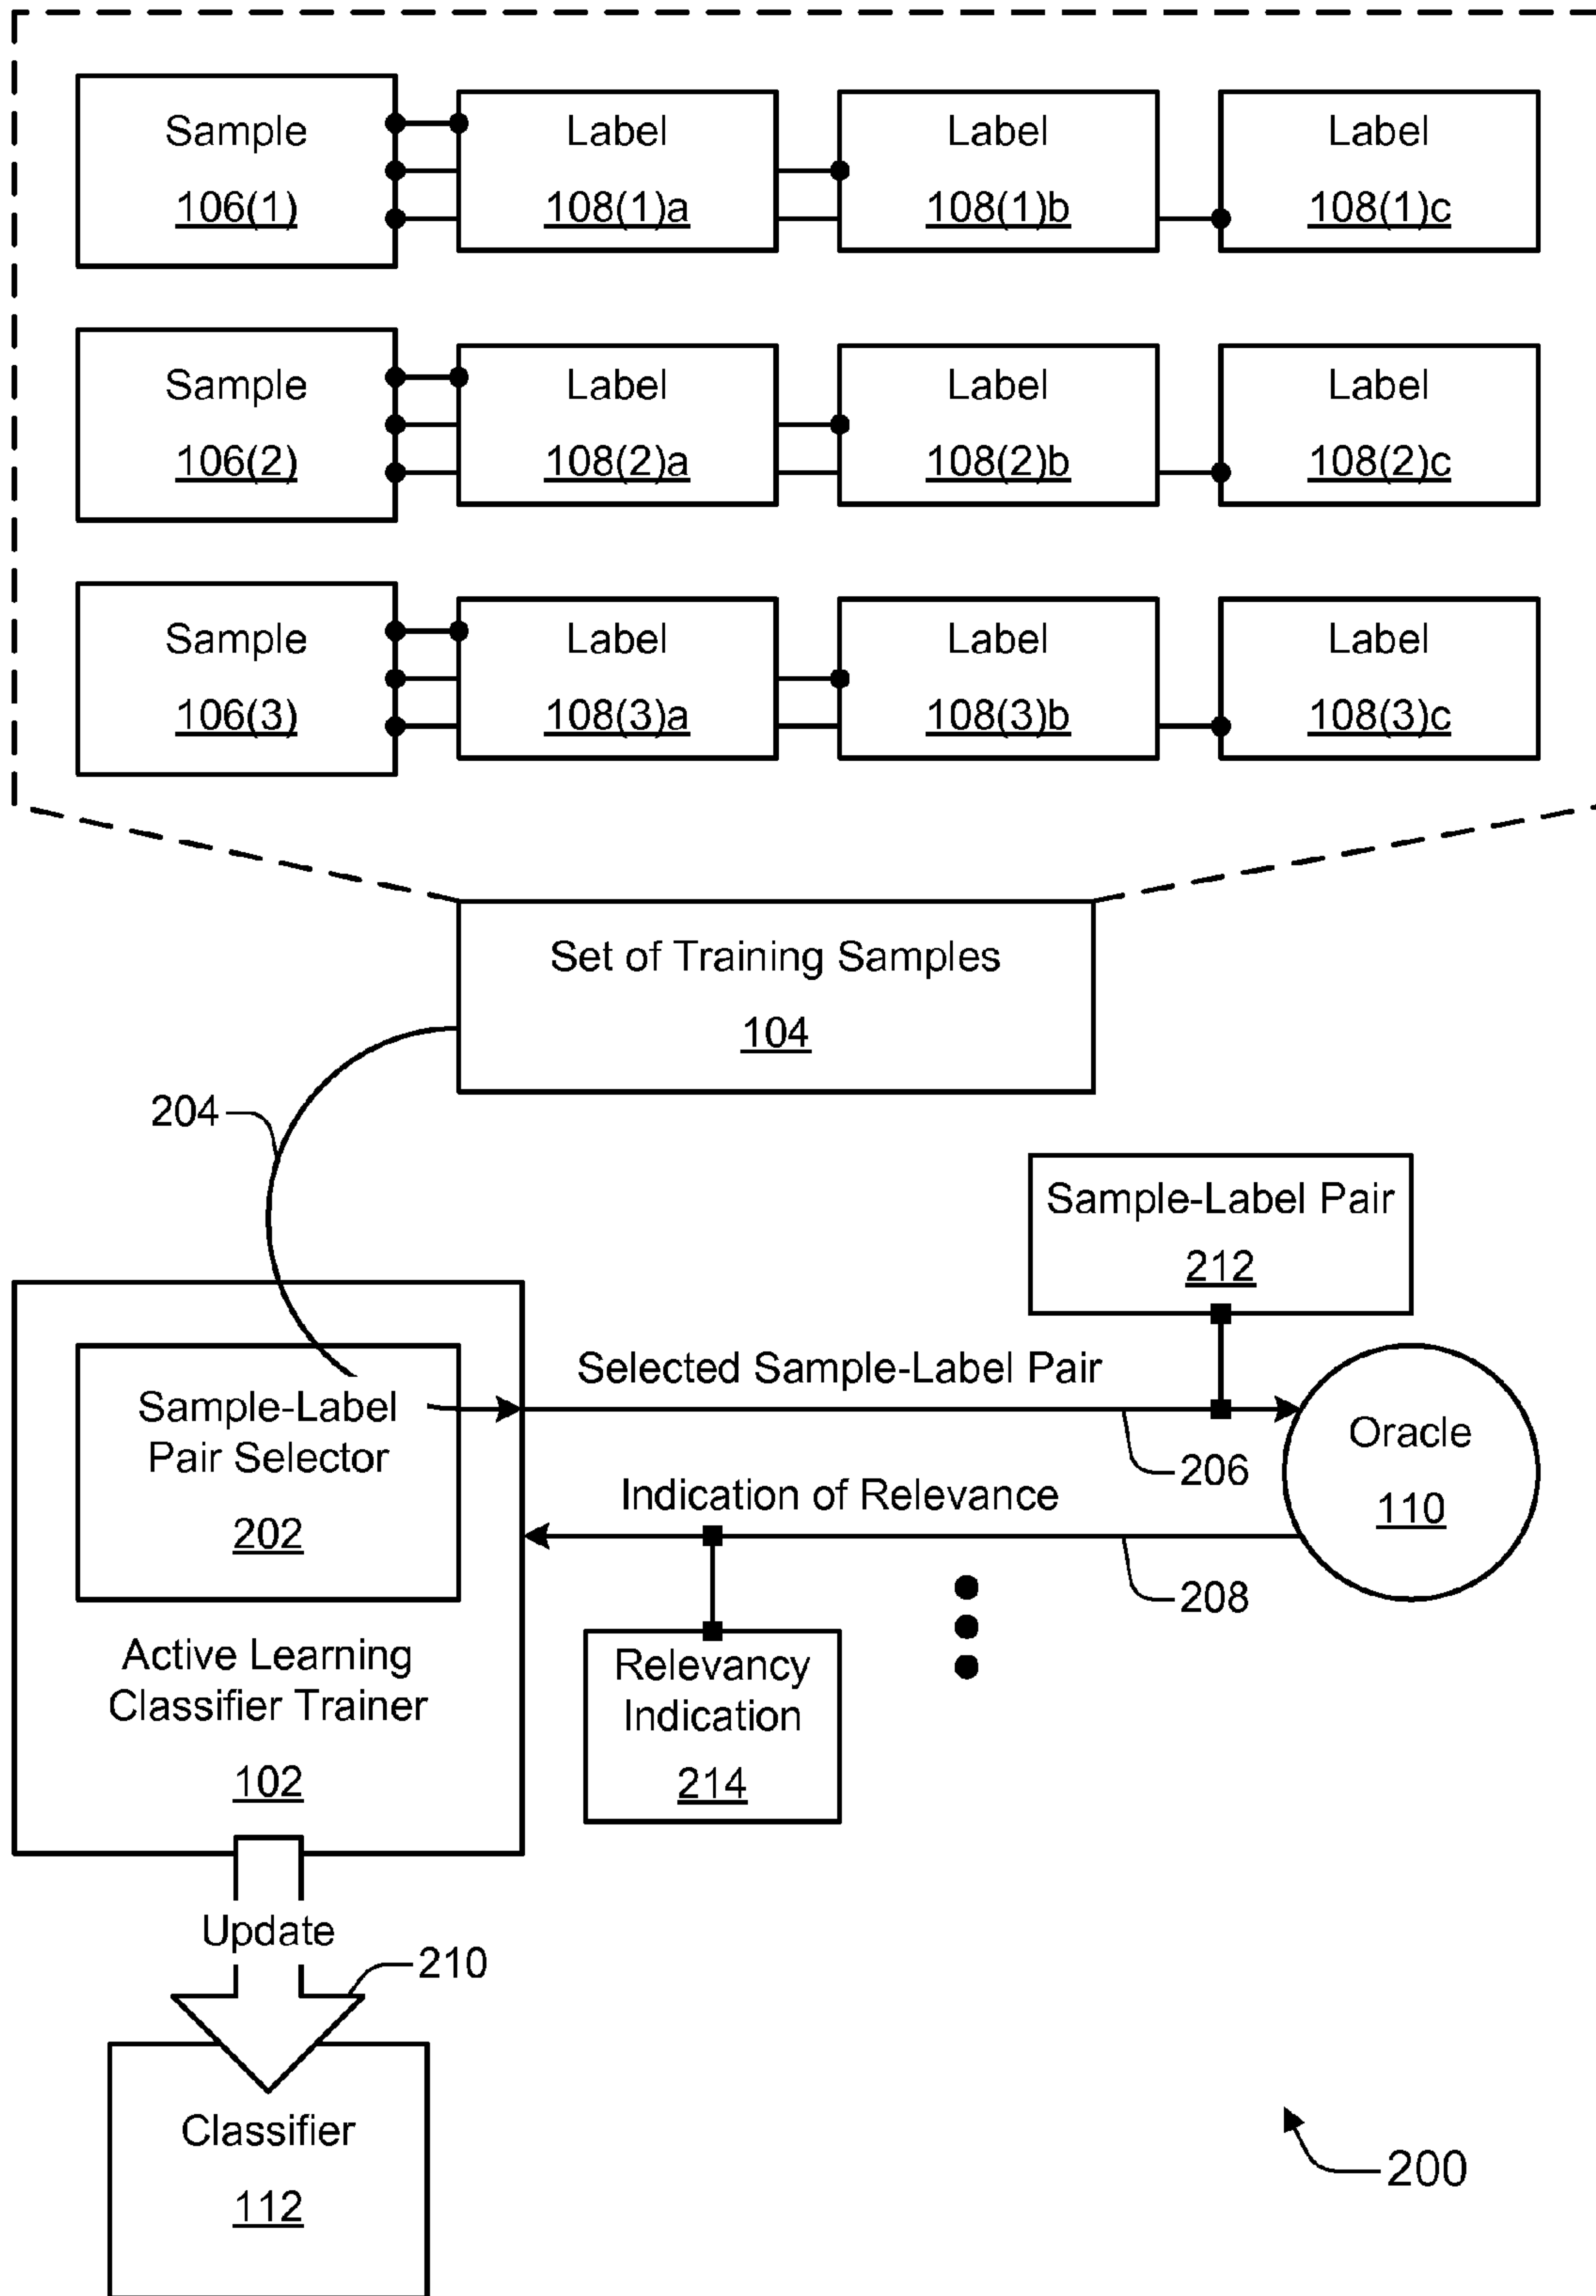 Sample
106(1)
Label
108(1)a
Label
108(1)b
Label
108(1)c
Sample
106(2)
Label
108(2)a
Label
108(2)b
Label
108(2)c
Sample
106(3)
Label
108(3)a
Label
108(3)b
Label
108(3)c
Set of Training Samples
104
204
Sample-Label Pair
212
Selected Sample-Label Pair
Sample-Label
Pair Selector
202
206
Oracle
110
Indication of Relevance
208
Relevancy
Indication
214
Active Learning
Classifier Trainer
102
Update
210
Classifier
112
200